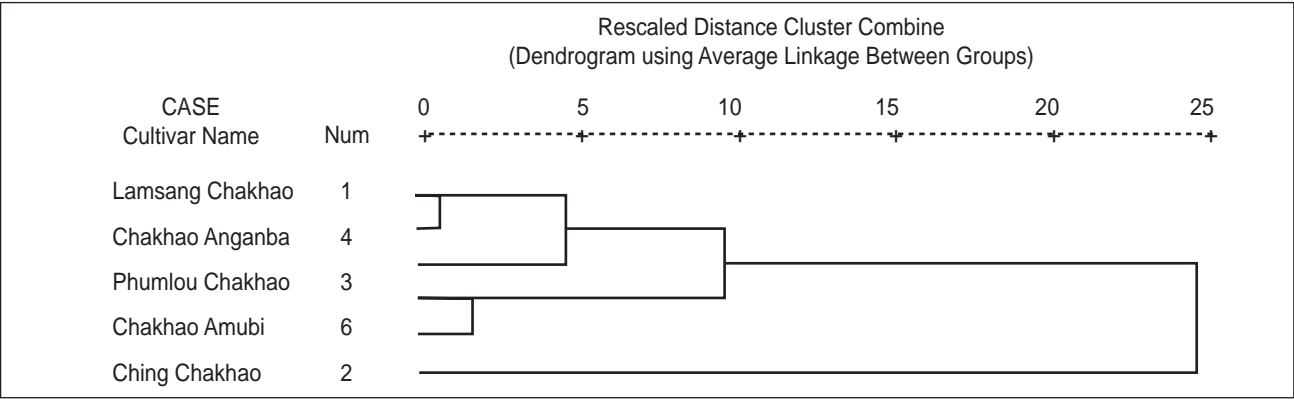 Rescaled Distance Cluster Combine
(Dendrogram using Average Linkage Between Groups)
CASE 0 5 10 15 20 25
Cultivar Name Num
Lamsang Chakhao 1
Chakhao Anganba 4
Phumlou Chakhao 3
Chakhao Amubi 6
Ching Chakhao 2